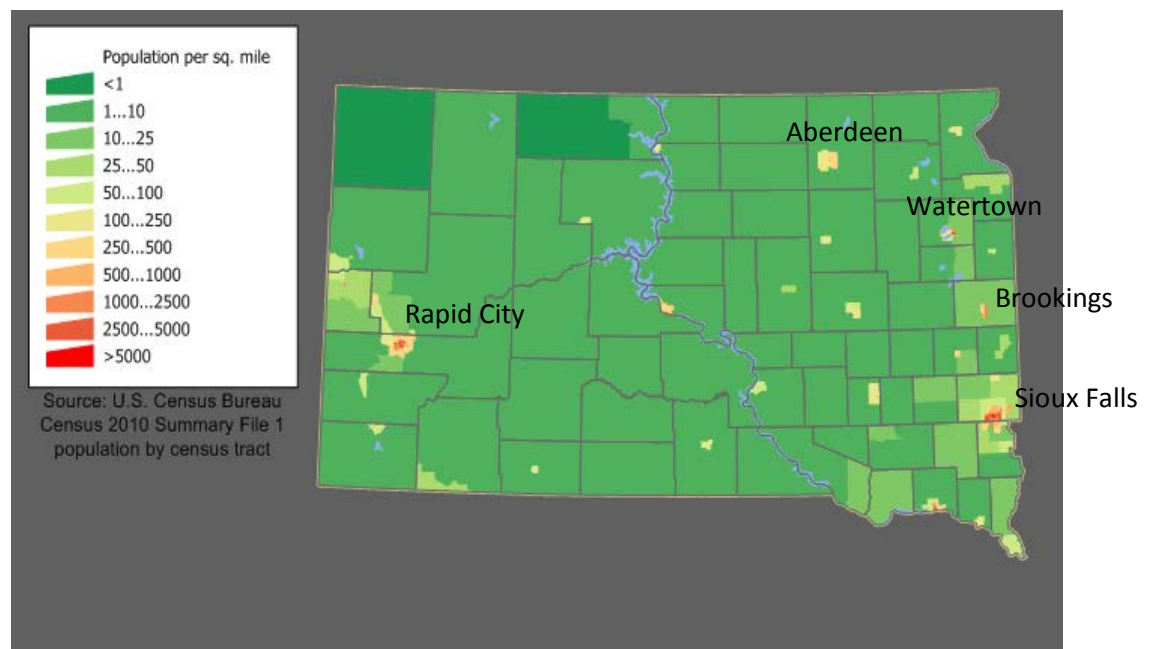 Population per sq. mile
<1
1...10
10...25
25...50
50...100
100...250
250...500
500...1000
1000...2500
2500...5000
>5000
Source: U.S. Census Bureau
Census 2010 Summary File 1
population by census tract
Aberdeen
Watertown
Brookings
Rapid City
Sioux Falls